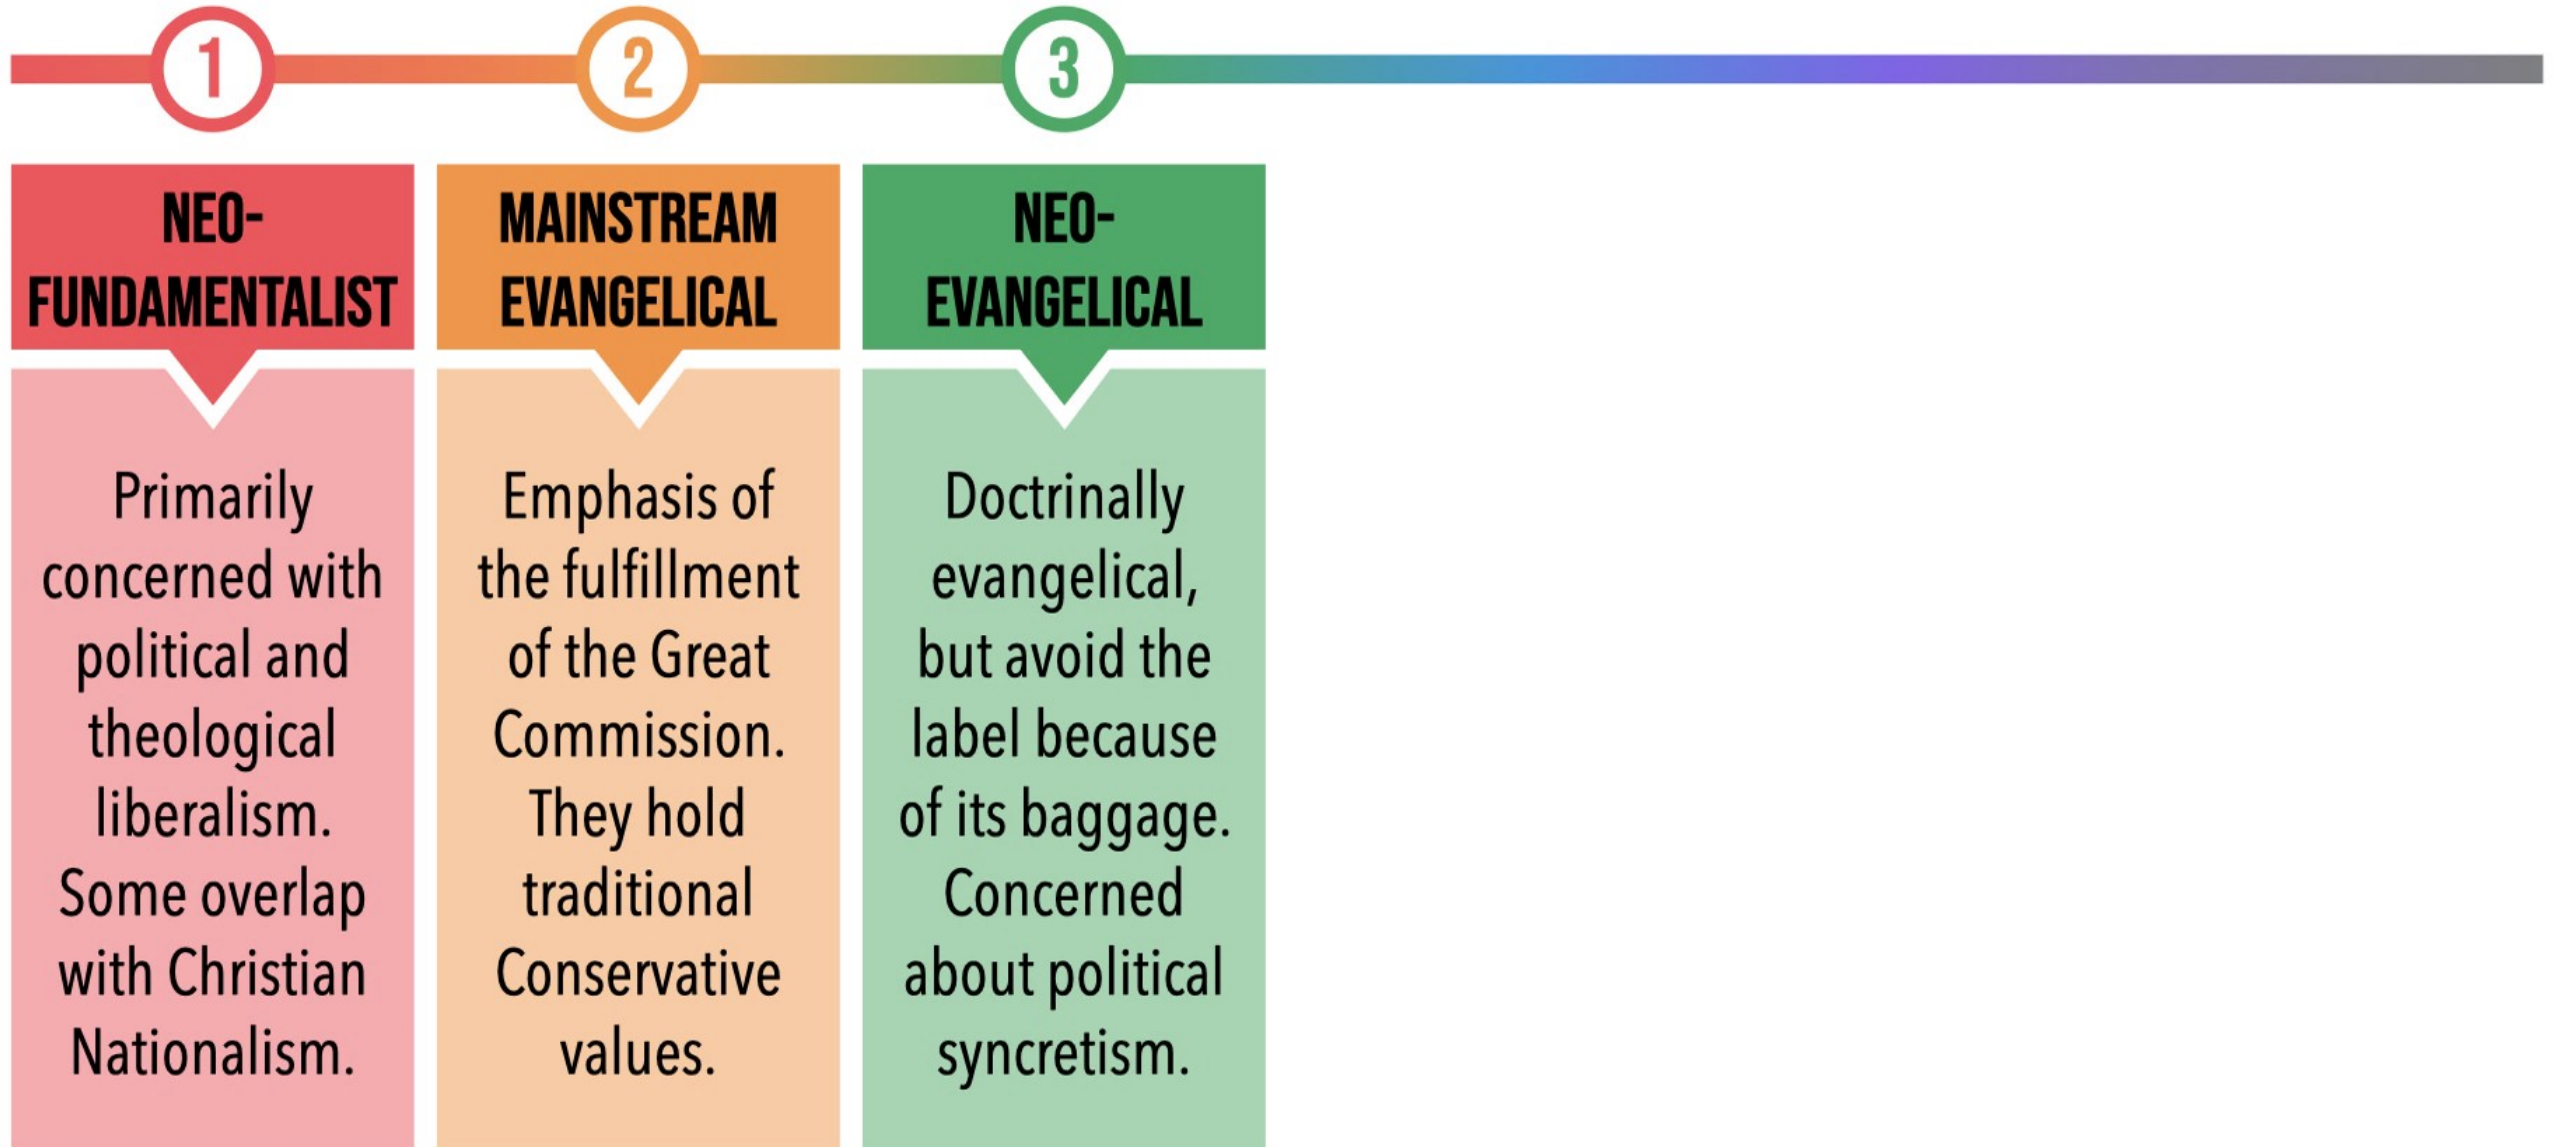 1
2
3
NEO-
FUNDAMENTALIST
Primarily
concerned with
political and
theological
liberalism.
Some overlap
with Christian
Nationalism.
MAINSTREAM
EVANGELICAL
Emphasis of
the fulfillment
of the Great
Commission.
They hold
traditional
Conservative
values.
NEO-
EVANGELICAL
Doctrinally
evangelical,
but avoid the
label because
of its baggage.
Concerned
about political
syncretism.